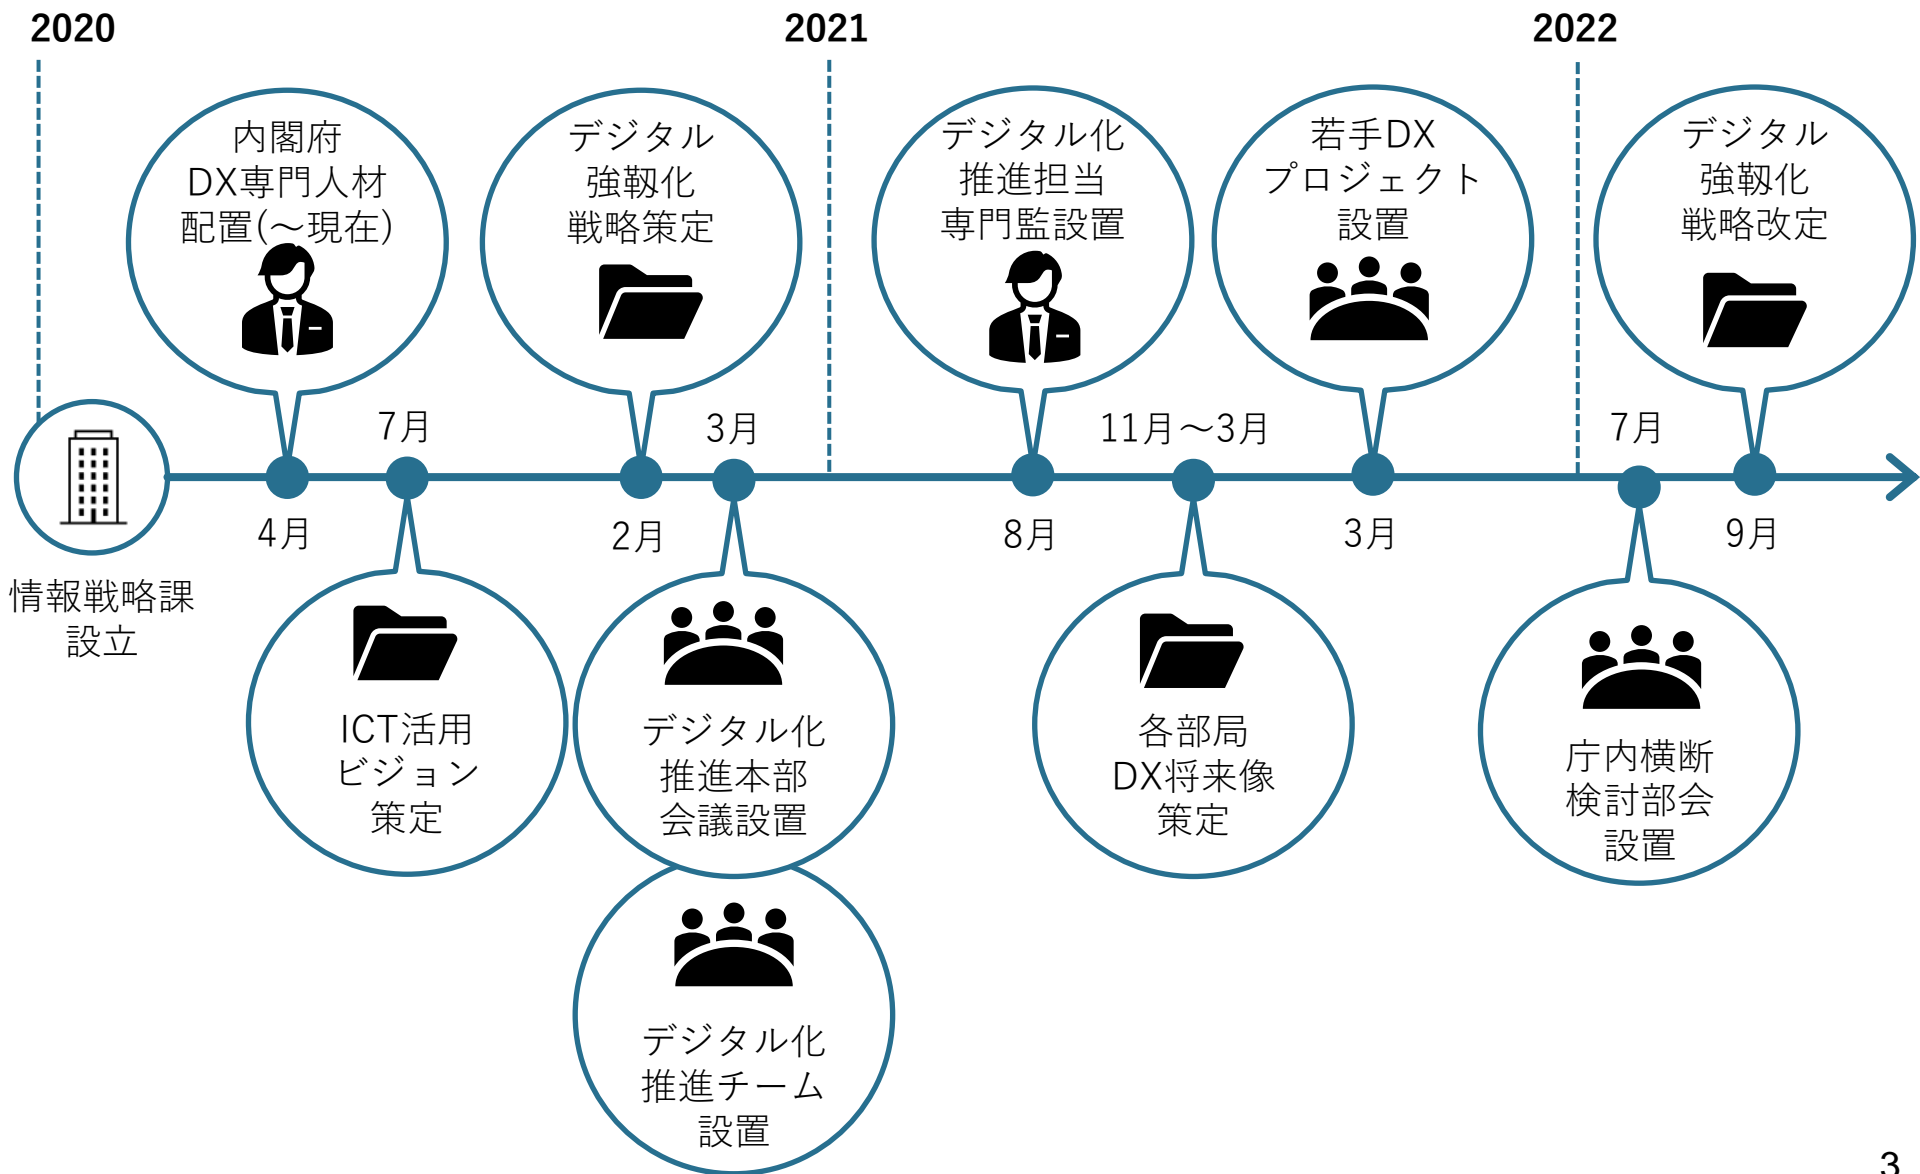 2020
2021
2022
内閣府
DX専門人材
配置(～現在)
デジタル
強靱化
戦略策定
デジタル化
推進担当
専門監設置
若手DX
プロジェクト
設置
デジタル
強靱化
戦略改定
7月
3月
11月～3月
7月
4月
2月
8月
3月
9月
情報戦略課
設立
ICT活用
ビジョン
策定
デジタル化
推進本部
会議設置
各部局
DX将来像
策定
庁内横断
検討部会
設置
デジタル化
推進チーム
設置
3